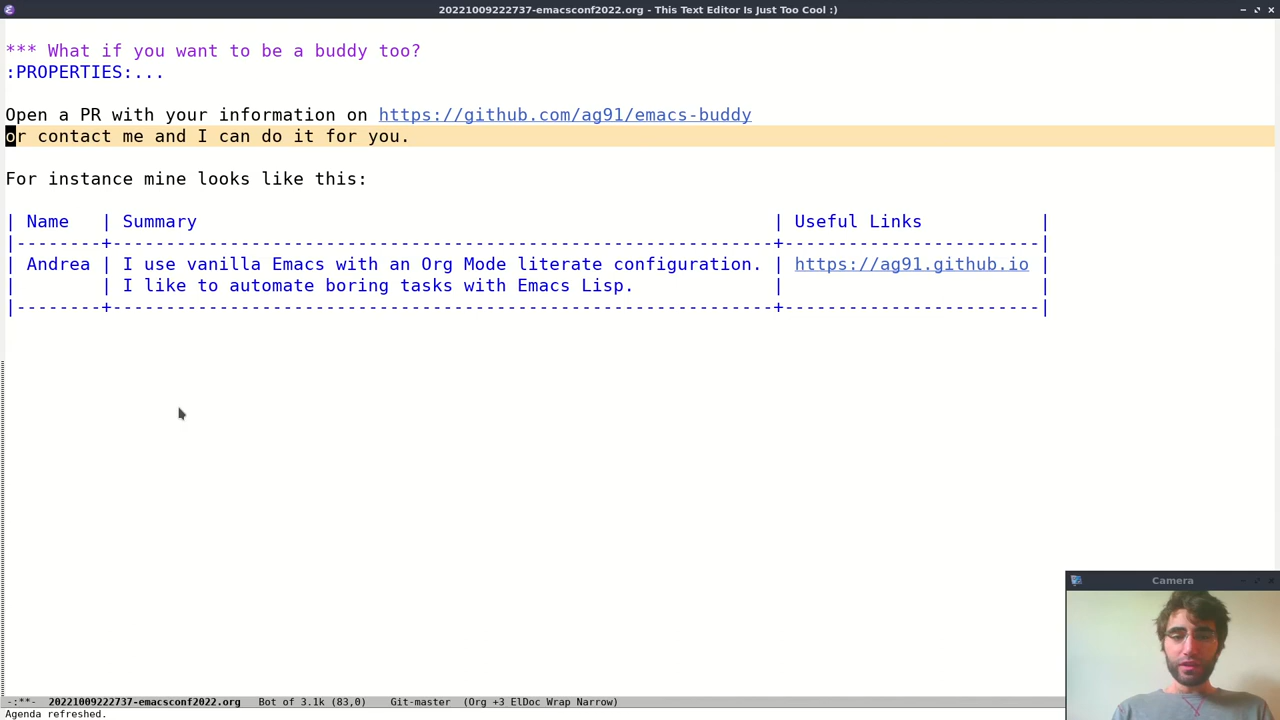 20221009222737-emacsconf2022.org - This Text Editor Is Just Too Cool :)
*** What if you want to be a buddy too?
:PROPERTIES:...
Open a PR with your information on https://github.com/ag91/emacs-buddy
or contact me and I can do it for you.
For instance mine looks like this:
| Name   | Summary                                                      | Useful Links           |
|--------+--------------------------------------------------------------+------------------------|
| Andrea | I use vanilla Emacs with an Org Mode literate configuration. | https://ag91.github.io |
|        | I like to automate boring tasks with Emacs Lisp.             |                        |
|--------+--------------------------------------------------------------+------------------------|
Camera
-:**-  20221009222737-emacsconf2022.org   Bot of 3.1k (83,0)    Git-master  (Org +3 ElDoc Wrap Narrow)
Agenda refreshed.